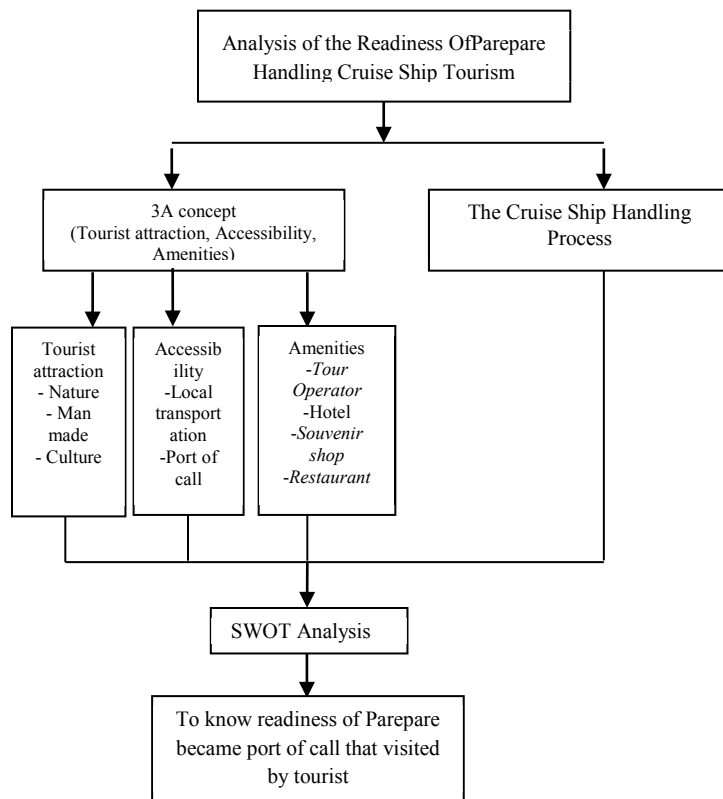 Analysis of the Readiness OfParepare
Handling Cruise Ship Tourism
3A concept
(Tourist attraction, Accessibility,
Amenities)
The Cruise Ship Handling
Process
Tourist
attraction
- Nature
- Man
made
- Culture
Accessib
ility
-Local
transport
ation
-Port of
call
Amenities
-Tour
Operator
-Hotel
-Souvenir
shop
-Restaurant
SWOT Analysis
To know readiness of Parepare
became port of call that visited
by tourist